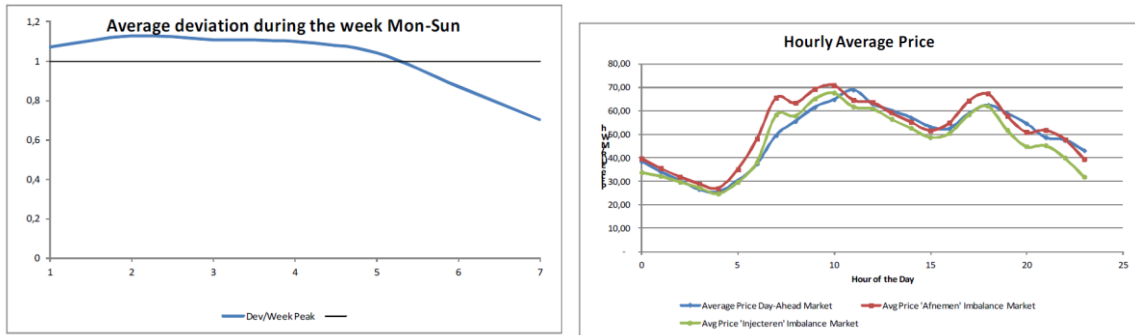 Average deviation during the week Mon-Sun
1,2
1
0,8
0,6
0,4
0,2
0
1 2 3 4 5 6 7
Dev/Week Peak
Hourly Average Price
80,00
70,00
60,00
50,00
40,00
30,00
20,00
10,00
-
0 5 10 15 20 25
Hour of the Day
Average Price Day-Ahead Market
Avg Price 'Afnemen' Imbalance Market
Avg Price 'Injecteren' Imbalance Market